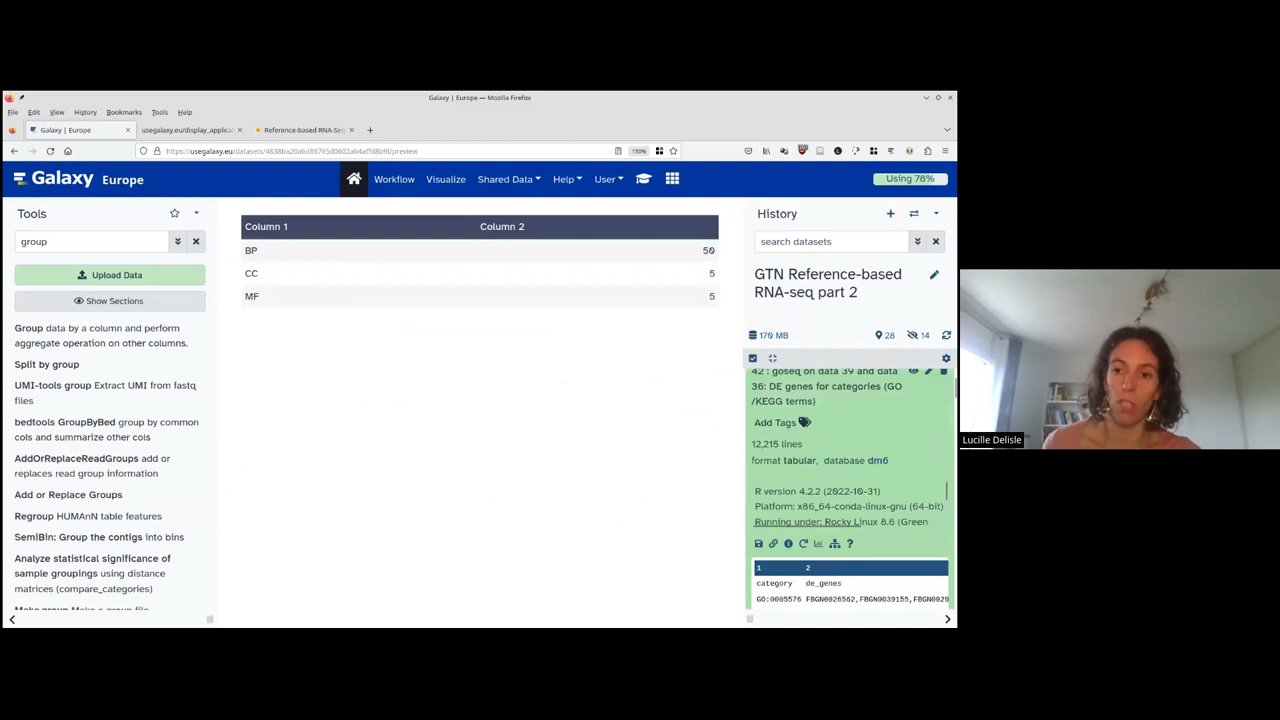 Galaxy | Europe — Mozilla Firefox
File Edit View History Bookmarks Tools Help
Galaxy | Europe
usegalaxy.eu/display_applicat
Reference-based RNA-Seq
https://usegalaxy.eu/datasets/4838ba20a6d86765d0602ab4affd8b9f/preview
150%
Galaxy Europe
Workflow Visualize Shared Data Help User
Using 78%
Tools
group
Upload Data
Show Sections
Group data by a column and perform
aggregate operation on other columns.
Split by group
UMI-tools group Extract UMI from fastq
files
bedtools GroupByBed group by common
cols and summarize other cols
AddOrReplaceReadGroups add or
replaces read group information
Add or Replace Groups
Regroup HUMAnN table features
SemiBin: Group the contigs into bins
Analyze statistical significance of
sample groupings using distance
matrices (compare_categories)
Make.group Make a group file
Column 1 Column 2
BP 50
CC 5
MF 5
History
search datasets
GTN Reference-based
RNA-seq part 2
170 MB
28
14
42 : goseq on data 39 and data
36: DE genes for categories (GO
/KEGG terms)
Add Tags
12,215 lines
format tabular, database dm6
R version 4.2.2 (2022-10-31)
Platform: x86_64-conda-linux-gnu (64-bit)
Running under: Rocky Linux 8.6 (Green
1 2
category de_genes
GO:0005576 FBGN0026562,FBGN0039155,FBGN0029
Lucille Delisle